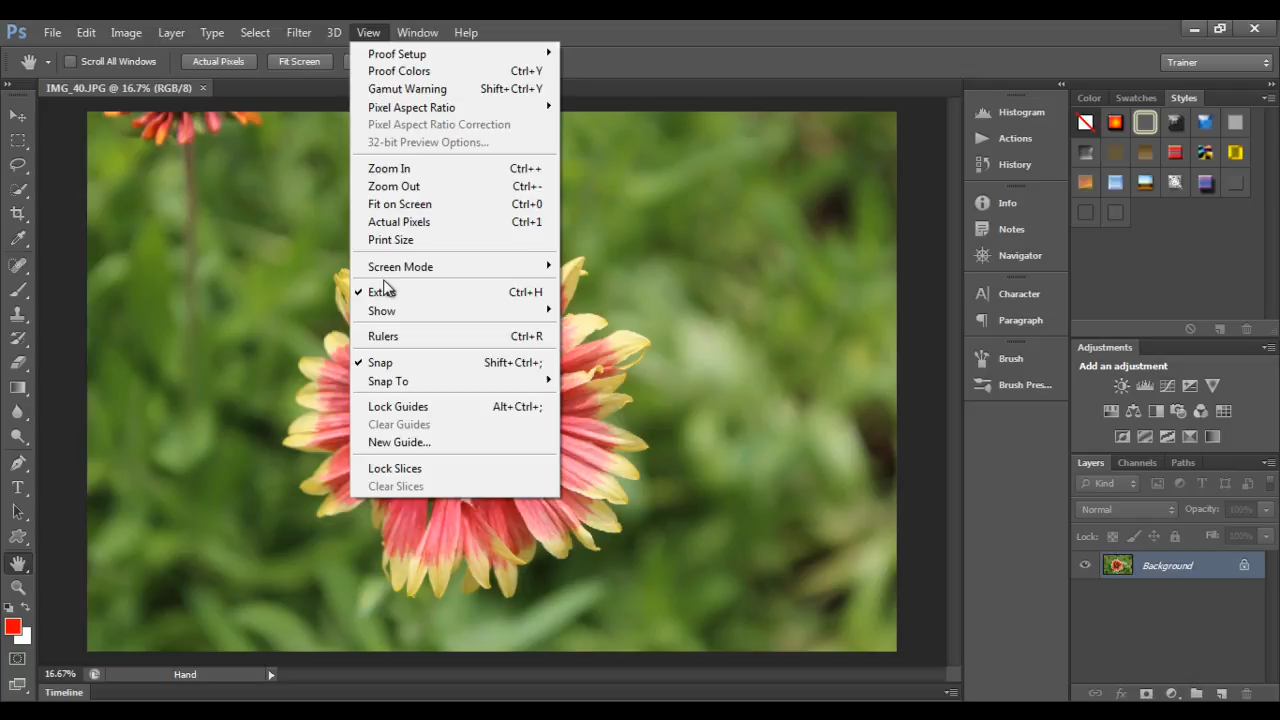 Ps File Edit Image Layer Type Select Filter 3D View Window Help
Scroll All Windows Actual Pixels Fit Screen Trainer
IMG_40.JPG @ 16.7% (RGB/8) ×
Proof Setup
Proof Colors Ctrl+Y
Gamut Warning Shift+Ctrl+Y
Pixel Aspect Ratio
Pixel Aspect Ratio Correction
32-bit Preview Options...
Zoom In Ctrl++
Zoom Out Ctrl+-
Fit on Screen Ctrl+0
Actual Pixels Ctrl+1
Print Size
Screen Mode
Extras Ctrl+H
Show
Rulers Ctrl+R
Snap Shift+Ctrl+;
Snap To
Lock Guides Alt+Ctrl+;
Clear Guides
New Guide...
Lock Slices
Clear Slices
Histogram
Actions
History
Info
Notes
Navigator
Character
Paragraph
Brush
Brush Pres...
Color Swatches Styles
Adjustments
Add an adjustment
Layers Channels Paths
Kind
Normal Opacity: 100%
Lock: Fill: 100%
Background
16.67% Hand
Timeline